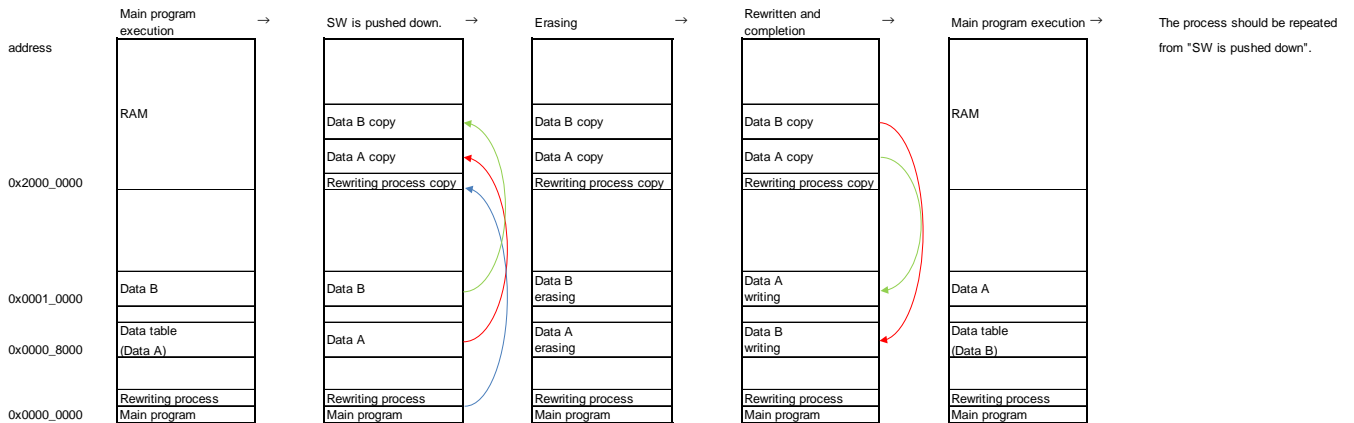 Main program
execution
→
SW is pushed down.
→
Erasing
→
Rewritten and
completion
→
Main program execution
→
The process should be repeated
from "SW is pushed down".
address
RAM
Data B copy
Data B copy
Data B copy
RAM
Data A copy
Data A copy
Data A copy
0x2000_0000
Rewriting process copy
Rewriting process copy
Rewriting process copy
0x0001_0000
Data B
Data B
Data B
erasing
Data A
writing
Data A
0x0000_8000
Data table
(Data A)
Data A
Data A
erasing
Data B
writing
Data table
(Data B)
Rewriting process
Rewriting process
Rewriting process
Rewriting process
Rewriting process
0x0000_0000
Main program
Main program
Main program
Main program
Main program